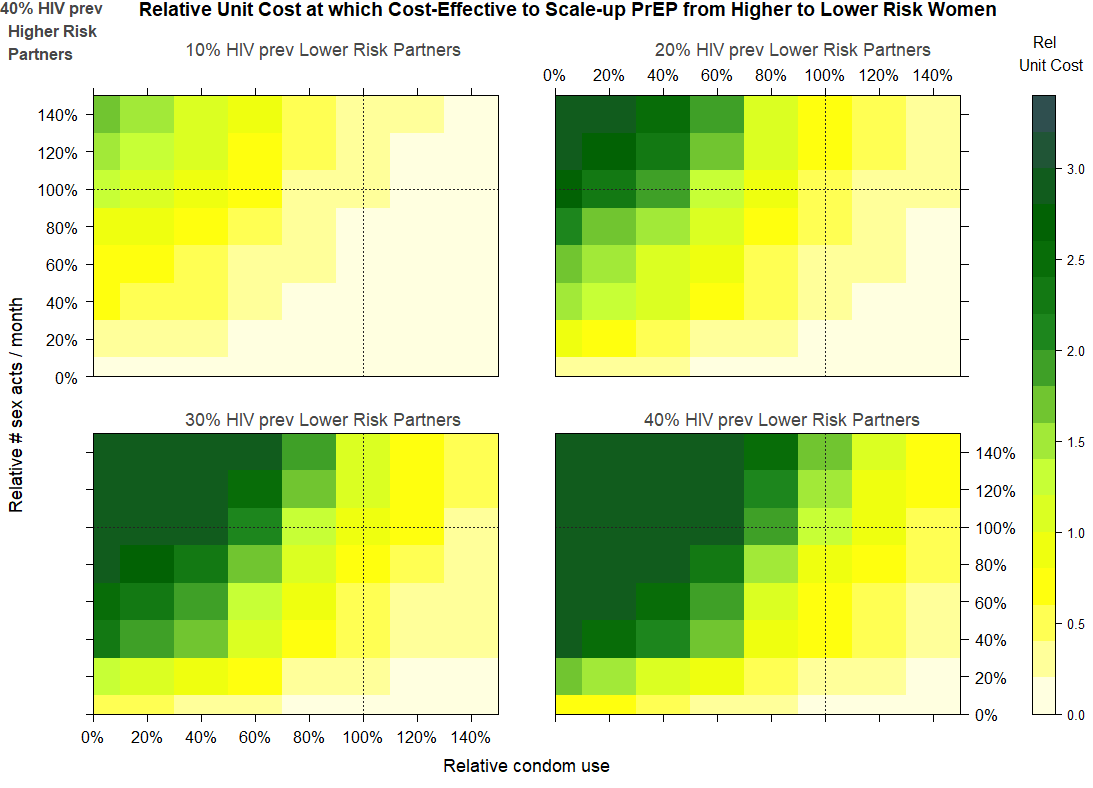 40% HIV prev
Higher Risk
Partners
Relative Unit Cost at which Cost-Effective to Scale-up PrEP from Higher to Lower Risk Women
10% HIV prev Lower Risk Partners
20% HIV prev Lower Risk Partners
Rel
Unit Cost
0% 20% 40% 60% 80% 100% 140%
140%
120%
100%
80%
60%
40%
20%
0%
3.0
2.5
2.0
1.5
1.0
0.5
0.0
Relative # sex acts / month
30% HIV prev Lower Risk Partners
40% HIV prev Lower Risk Partners
140%
120%
100%
80%
60%
40%
20%
0%
0% 20% 40% 60% 80% 100% 120% 140%
Relative condom use